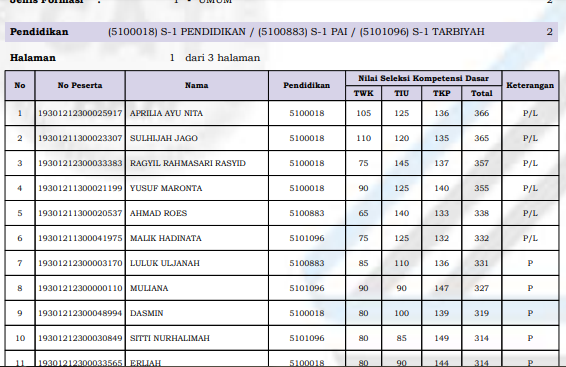 Jenis Formasi : 1 - UMUM 2
Pendidikan (5100018) S-1 PENDIDIKAN / (5100883) S-1 PAI / (5101096) S-1 TARBIYAH 2
Halaman 1 dari 3 halaman
No No Peserta Nama Pendidikan Nilai Seleksi Kompetensi Dasar Keterangan
TWK TIU TKP Total
1 19301212300025917 APRILIA AYU NITA 5100018 105 125 136 366 P/L
2 19301211300023307 SULHIJAH JAGO 5100018 110 120 135 365 P/L
3 19301212300033383 RAGYIL RAHMASARI RASYID 5100018 75 145 137 357 P/L
4 19301211300021199 YUSUF MARONTA 5100018 90 125 140 355 P/L
5 19301211300020537 AHMAD ROES 5100883 65 140 133 338 P/L
6 19301211300041975 MALIK HADINATA 5101096 75 125 132 332 P/L
7 19301212300003170 LULUK ULJANAH 5100883 85 110 136 331 P
8 19301212300000110 MULIANA 5101096 90 90 147 327 P
9 19301212300048994 DASMIN 5100018 80 100 139 319 P
10 19301212300030849 SITTI NURHALIMAH 5101096 80 85 149 314 P
11 19301212300033565 ERLIAH 5100018 80 90 144 314 P